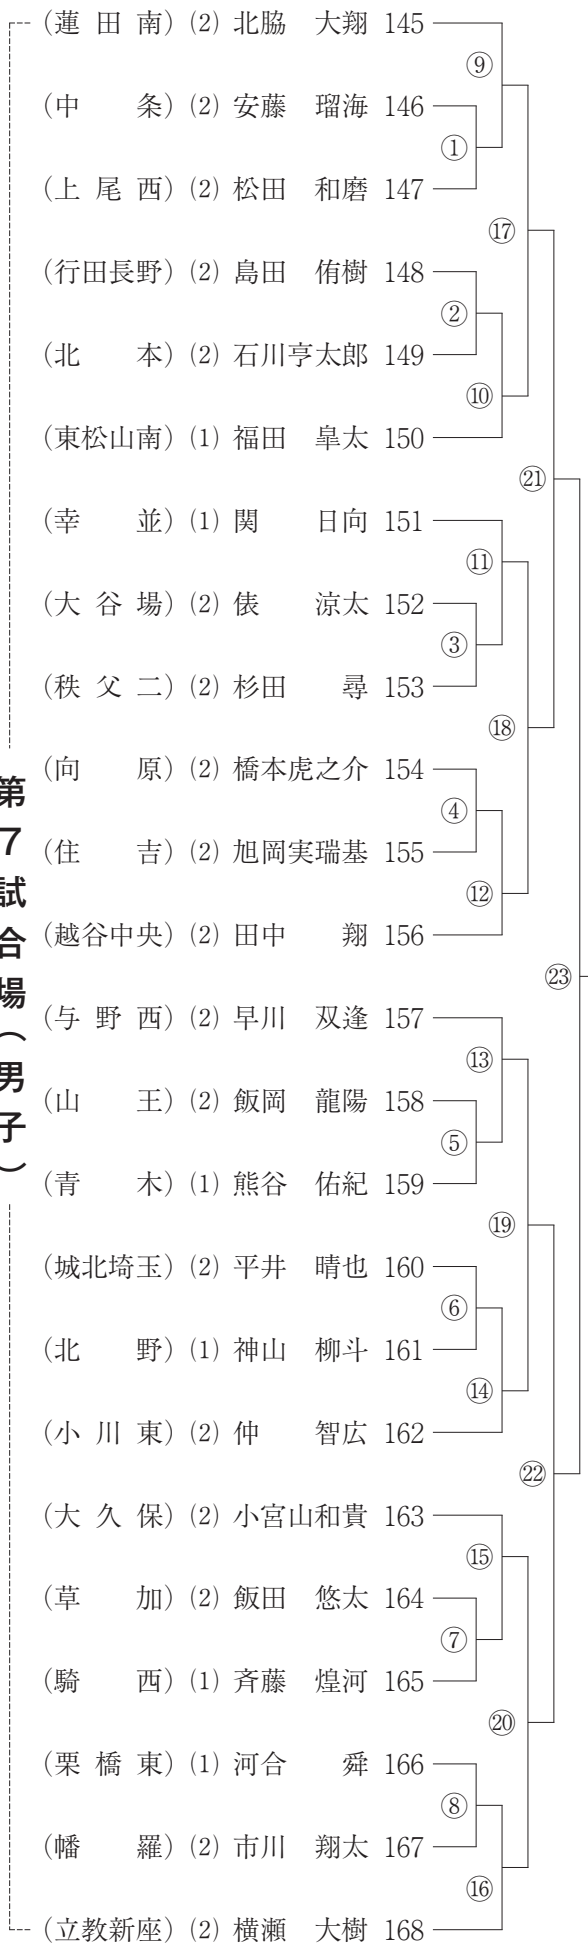 (蓮田南) (2) 北脇 大翔 145
⑨
(中 条) (2) 安藤 瑠海 146
①
(上尾西) (2) 松田 和磨 147
⑰
(行田長野) (2) 島田 侑樹 148
②
(北 本) (2) 石川亨太郎 149
⑩
(東松山南) (1) 福田 皐太 150
㉑
(幸 並) (1) 関 日向 151
⑪
(大谷場) (2) 俵 涼太 152
③
(秩父二) (2) 杉田 尋 153
⑱
(向 原) (2) 橋本虎之介 154
④
(住 吉) (2) 旭岡実瑞基 155
⑫
(越谷中央) (2) 田中 翔 156
㉓
第7試合場(男子)
(与野西) (2) 早川 双逢 157
⑬
(山 王) (2) 飯岡 龍陽 158
⑤
(青 木) (1) 熊谷 佑紀 159
⑲
(城北埼玉) (2) 平井 晴也 160
⑥
(北 野) (1) 神山 柳斗 161
⑭
(小川東) (2) 仲 智広 162
㉒
(大久保) (2) 小宮山和貴 163
⑮
(草 加) (2) 飯田 悠太 164
⑦
(騎 西) (1) 斉藤 煌河 165
⑳
(栗橋東) (1) 河合 舜 166
⑧
(幡 羅) (2) 市川 翔太 167
⑯
(立教新座) (2) 横瀬 大樹 168